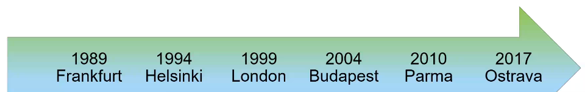 1989 1994 1999 2004 2010 2017
Frankfurt Helsinki London Budapest Parma Ostrava